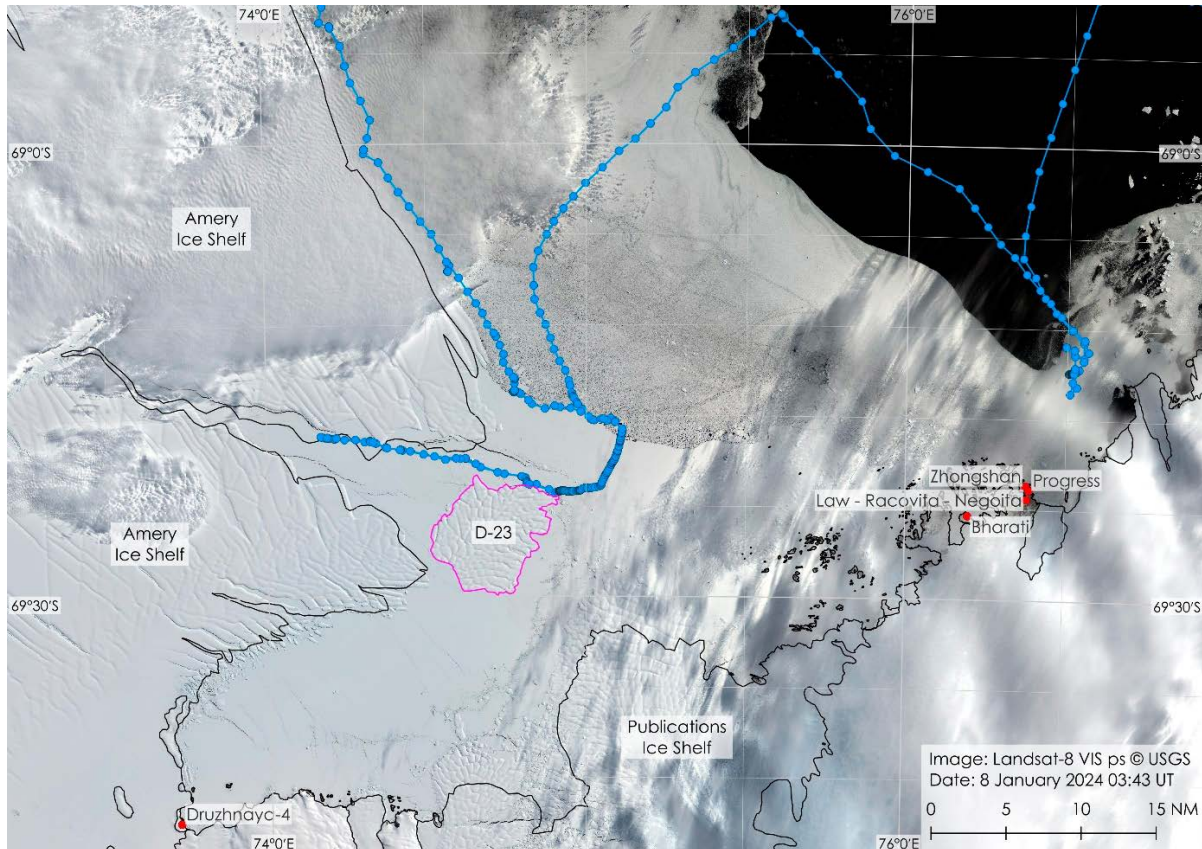 74°0'E
76°0'E
69°0'S
69°0'S
Amery
Ice Shelf
Zhongshan
Progress
Law - Racovita - Negoita
Bharati
D-23
Amery
Ice Shelf
69°30'S
69°30'S
Publications
Ice Shelf
Image: Landsat-8 VIS ps © USGS
Date: 8 January 2024 03:43 UT
0 5 10 15 NM
Druzhnayc-4
74°0'E
76°0'E